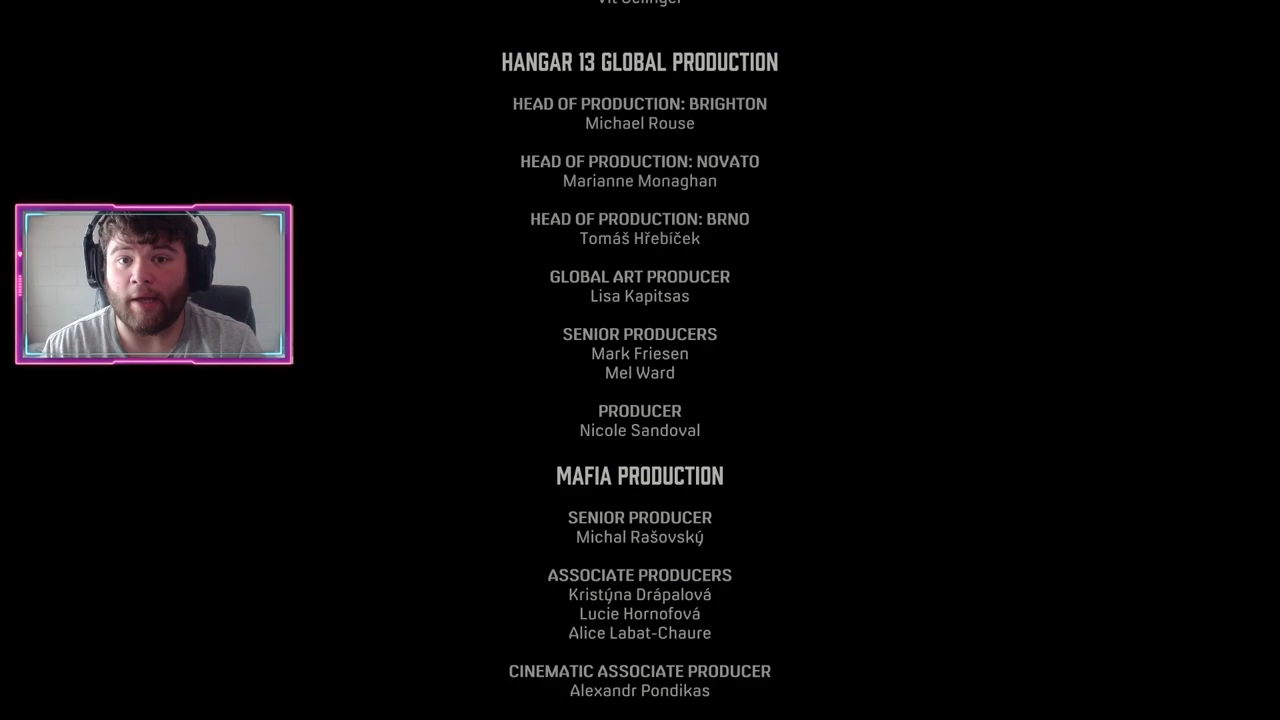 HANGAR 13 GLOBAL PRODUCTION
HEAD OF PRODUCTION: BRIGHTON
Michael Rouse
HEAD OF PRODUCTION: NOVATO
Marianne Monaghan
HEAD OF PRODUCTION: BRNO
Tomáš Hřebíček
GLOBAL ART PRODUCER
Lisa Kapitsas
SENIOR PRODUCERS
Mark Friesen
Mel Ward
PRODUCER
Nicole Sandoval
MAFIA PRODUCTION
SENIOR PRODUCER
Michal Rašovský
ASSOCIATE PRODUCERS
Kristýna Drápalová
Lucie Hornofová
Alice Labat-Chaure
CINEMATIC ASSOCIATE PRODUCER
Alexandr Pondikas